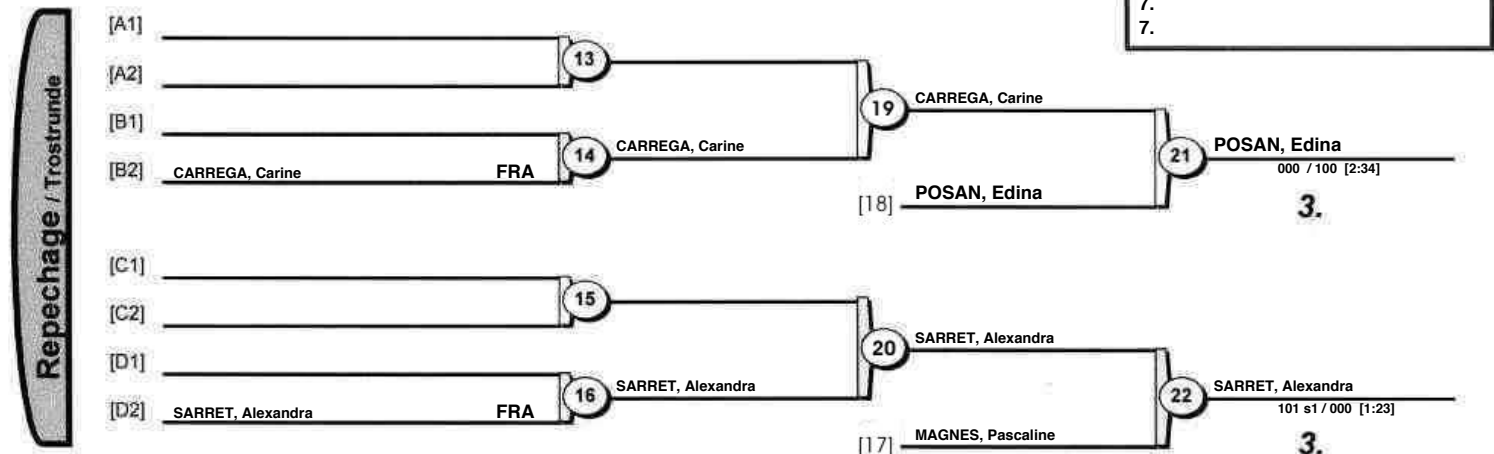 7.
7.
Repechage / Trostrunde
[A1]
13
[A2]
19
CARREGA, Carine
[B1]
14
CARREGA, Carine
21
POSAN, Edina
000 / 100 [2:34]
[B2]
CARREGA, Carine
FRA
[18]
POSAN, Edina
3.
[C1]
15
[C2]
20
SARRET, Alexandra
[D1]
16
SARRET, Alexandra
22
SARRET, Alexandra
101 s1 / 000 [1:23]
[D2]
SARRET, Alexandra
FRA
[17]
MAGNES, Pascaline
3.